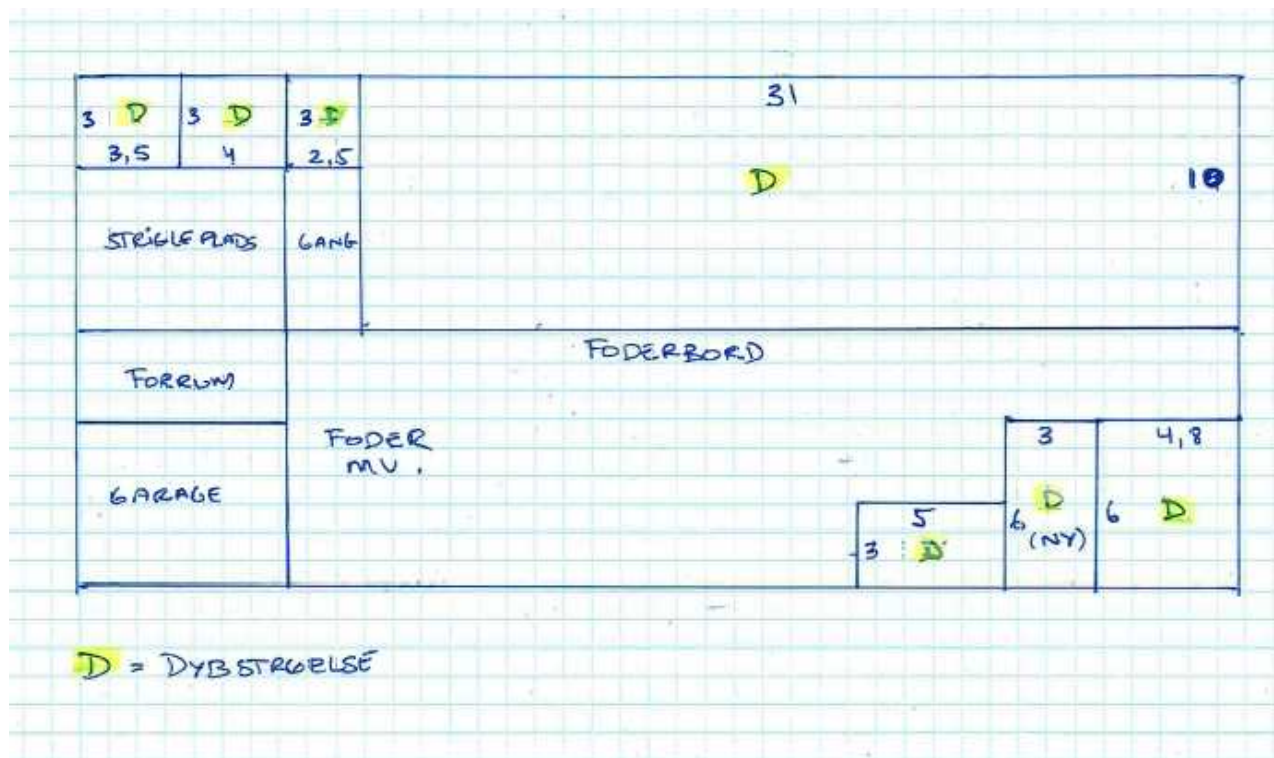 31
3 D
3 D
3 D
3,5
4
2,5
D
10
STRIGLEPLADS
GANG
FODERBORD
FORRUM
FODER
MV.
3
4,8
GARAGE
5
D
6
(NY)
6 D
3 D
D = DYBSTRØELSE